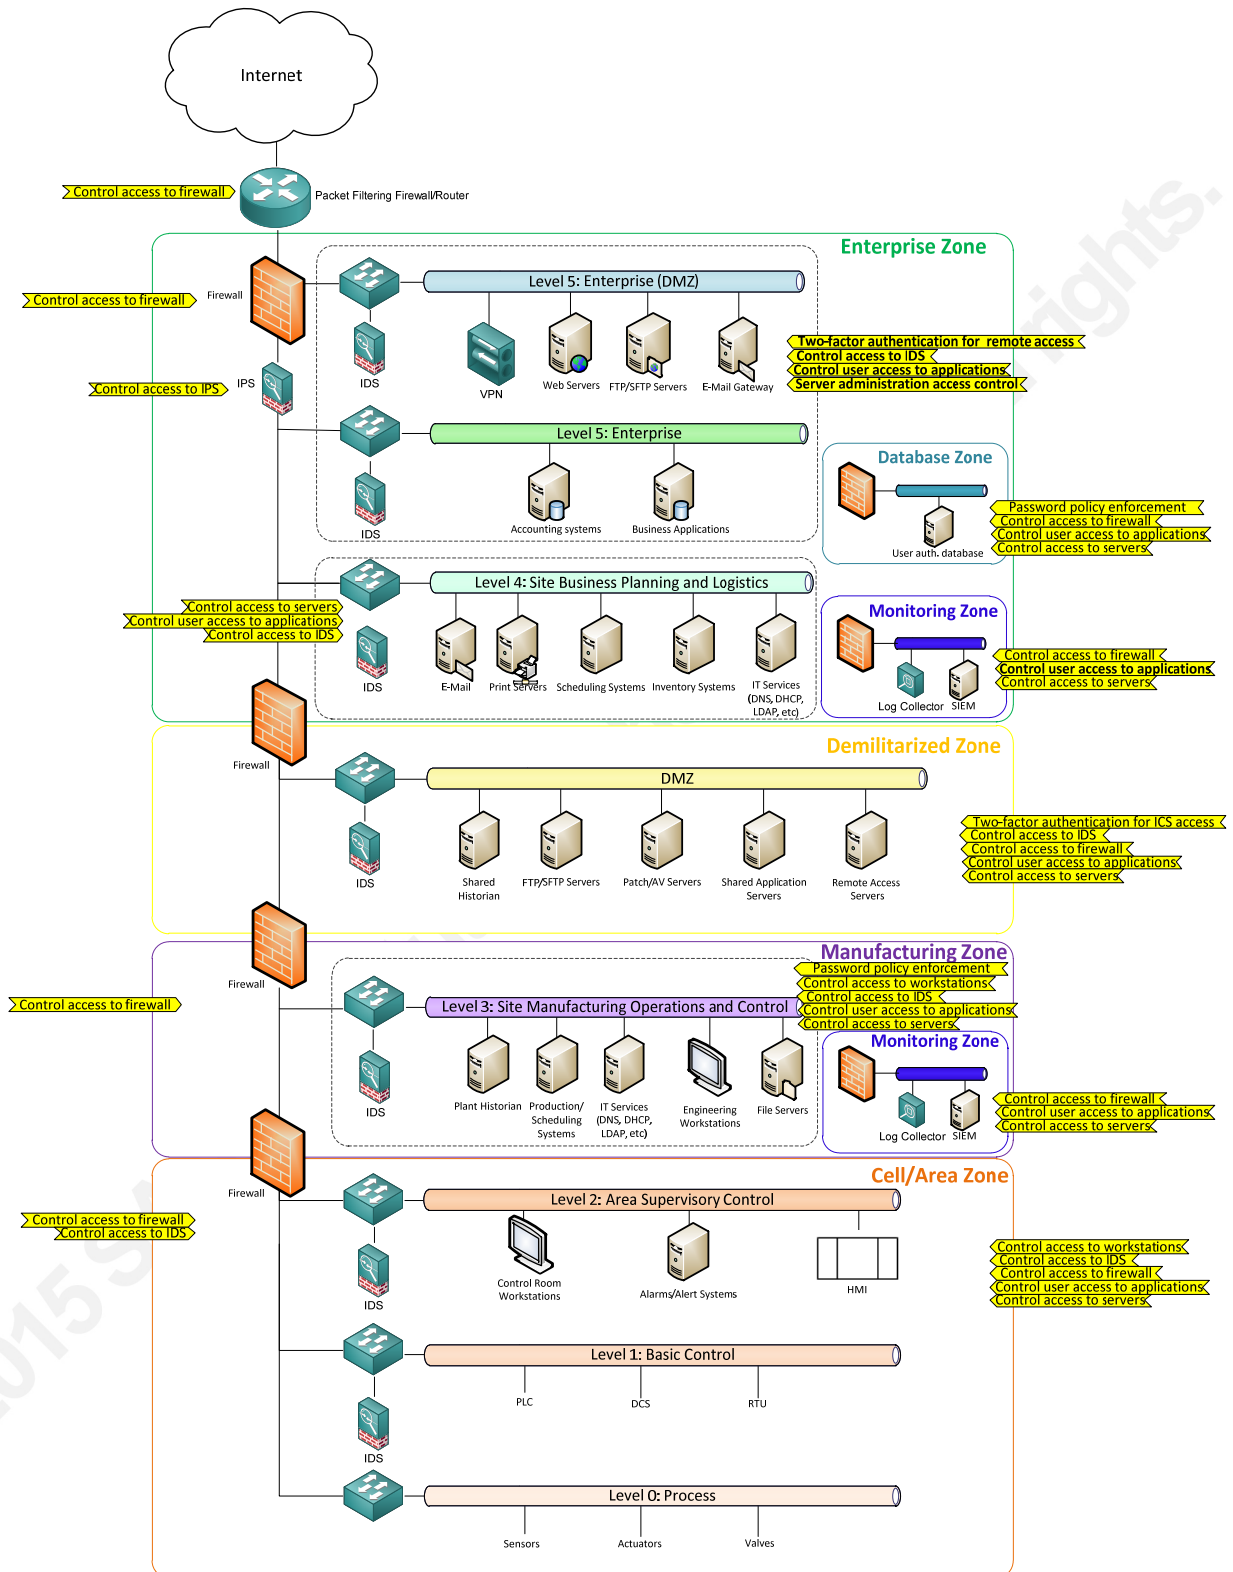 Internet
Control access to firewall
Packet Filtering Firewall/Router
Enterprise Zone
Firewall
Control access to firewall
Level 5: Enterprise (DMZ)
IDS
VPN
Web Servers
FTP/SFTP Servers
E-Mail Gateway
Two-factor authentication for remote access
Control access to IDS
Control user access to applications
Server administration access control
IPS
Control access to IPS
Level 5: Enterprise
IDS
Accounting systems
Business Applications
Database Zone
User auth. database
Password policy enforcement
Control access to firewall
Control user access to applications
Control access to servers
Level 4: Site Business Planning and Logistics
Control access to servers
Control user access to applications
Control access to IDS
IDS
E-Mail
Print Servers
Scheduling Systems
Inventory Systems
IT Services
(DNS, DHCP,
LDAP, etc)
Monitoring Zone
Log Collector
SIEM
Control access to firewall
Control user access to applications
Control access to servers
Firewall
Demilitarized Zone
DMZ
IDS
Shared
Historian
FTP/SFTP Servers
Patch/AV Servers
Shared Application
Servers
Remote Access
Servers
Two-factor authentication for ICS access
Control access to IDS
Control access to firewall
Control user access to applications
Control access to servers
Firewall
Manufacturing Zone
Control access to firewall
Password policy enforcement
Control access to workstations
Control access to IDS
Control user access to applications
Control access to servers
Level 3: Site Manufacturing Operations and Control
IDS
Plant Historian
Production/
Scheduling
Systems
IT Services
(DNS, DHCP,
LDAP, etc)
Engineering
Workstations
File Servers
Monitoring Zone
Log Collector
SIEM
Control access to firewall
Control user access to applications
Control access to servers
Firewall
Cell/Area Zone
Control access to firewall
Control access to IDS
Level 2: Area Supervisory Control
IDS
Control Room
Workstations
Alarms/Alert Systems
HMI
Control access to workstations
Control access to IDS
Control access to firewall
Control user access to applications
Control access to servers
Level 1: Basic Control
IDS
PLC
DCS
RTU
Level 0: Process
Sensors
Actuators
Valves
rights.